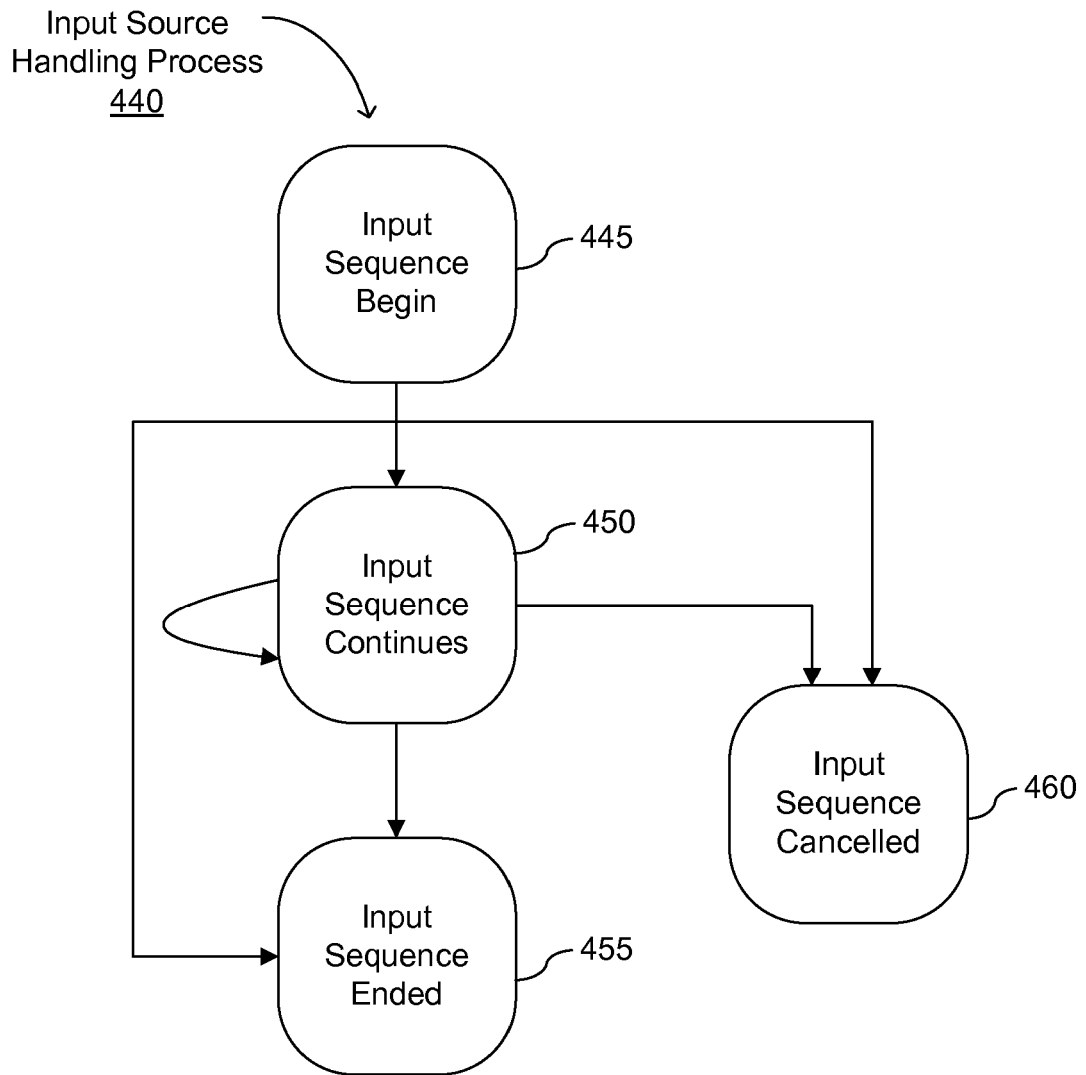 Input Source
Handling Process
440
Input
Sequence
Begin
445
Input
Sequence
Continues
450
Input
Sequence
Cancelled
460
Input
Sequence
Ended
455